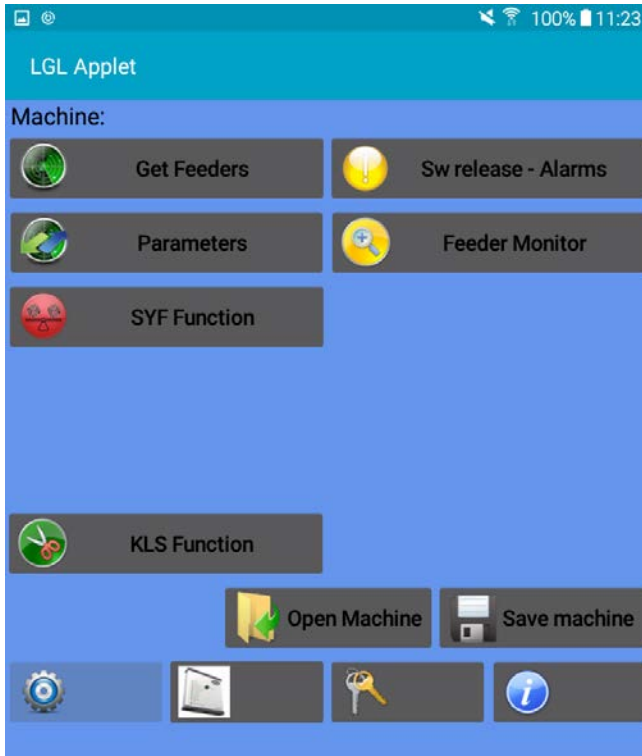 100% 11:23
LGL Applet
Machine:
Get Feeders
Sw release - Alarms
Parameters
Feeder Monitor
SYF Function
KLS Function
Open Machine
Save machine